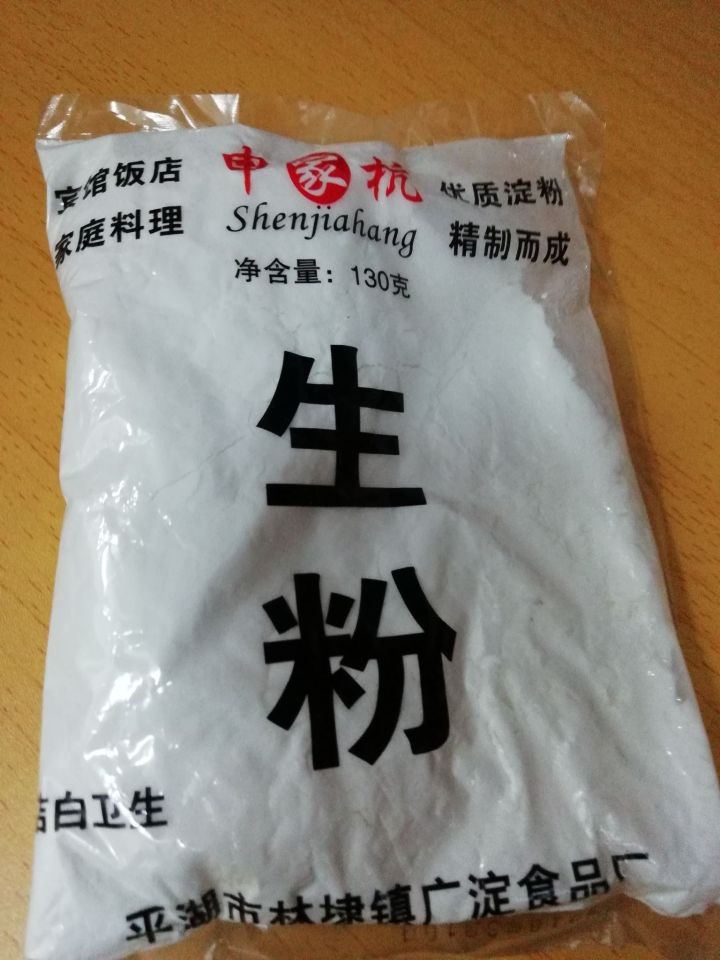 申家杭
Shenjiahang
净含量：130克
宾馆饭店
家庭料理
优质淀粉
精制而成
生
粉
洁白卫生
平湖市林埭镇广淀食品厂